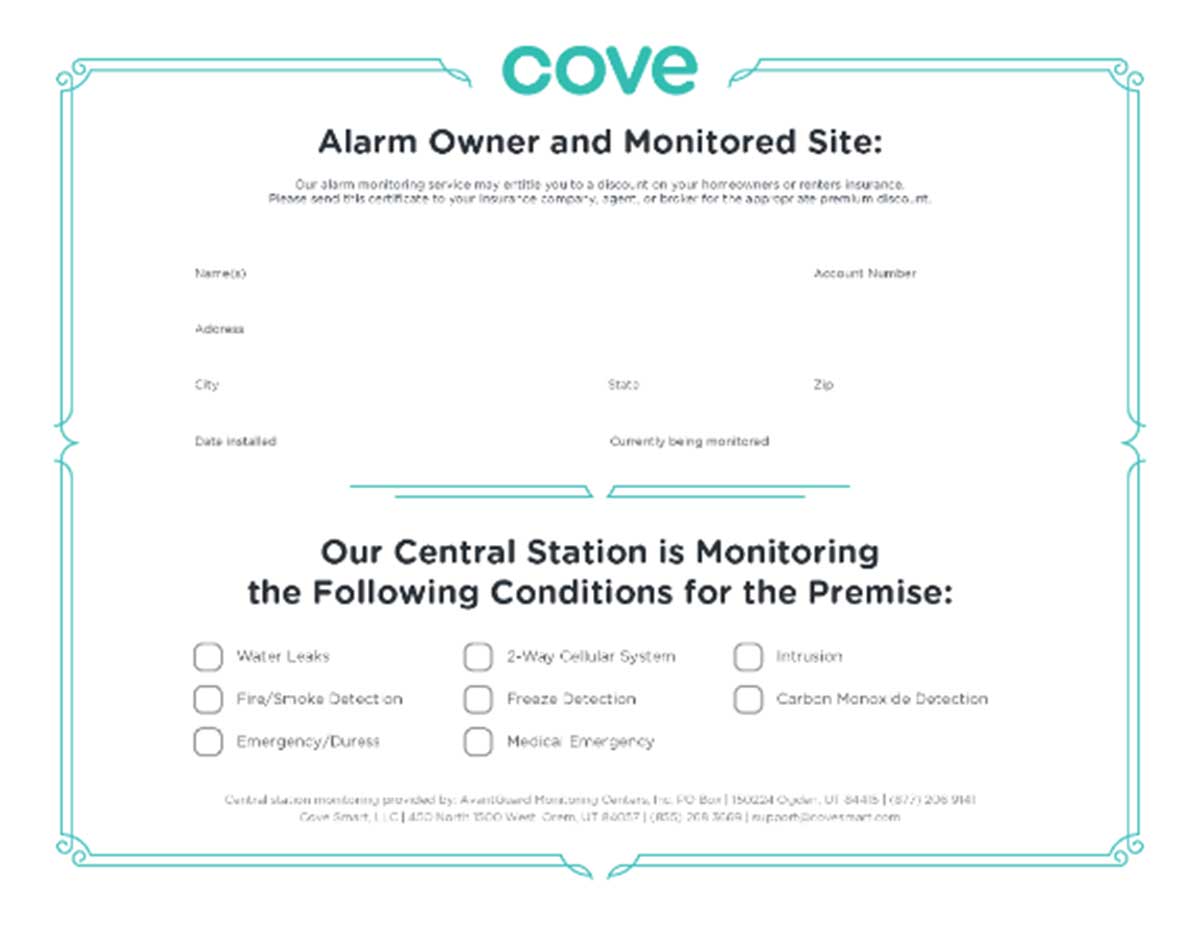 cove
Alarm Owner and Monitored Site:
Our alarm monitoring service may entitle you to a discount on your homeowners or renters insurance.
Please send this certificate to your insurance company, agent, or broker for the appropriate premium discount.
Name(s) Account Number
Address
City State Zip
Date installed Currently being monitored
Our Central Station is Monitoring
the Following Conditions for the Premise:
Water Leaks 2-Way Cellular System Intrusion
Fire/Smoke Detection Freeze Detection Carbon Monoxide Detection
Emergency/Duress Medical Emergency
Central station monitoring provided by: AvantGuard Monitoring Centers, Inc. PO Box | 150224 Ogden, UT 84415 | (877) 206 9141
Cove Smart, LLC | North West Orem, UT | (855) 268 3669 | support@covesmart.com